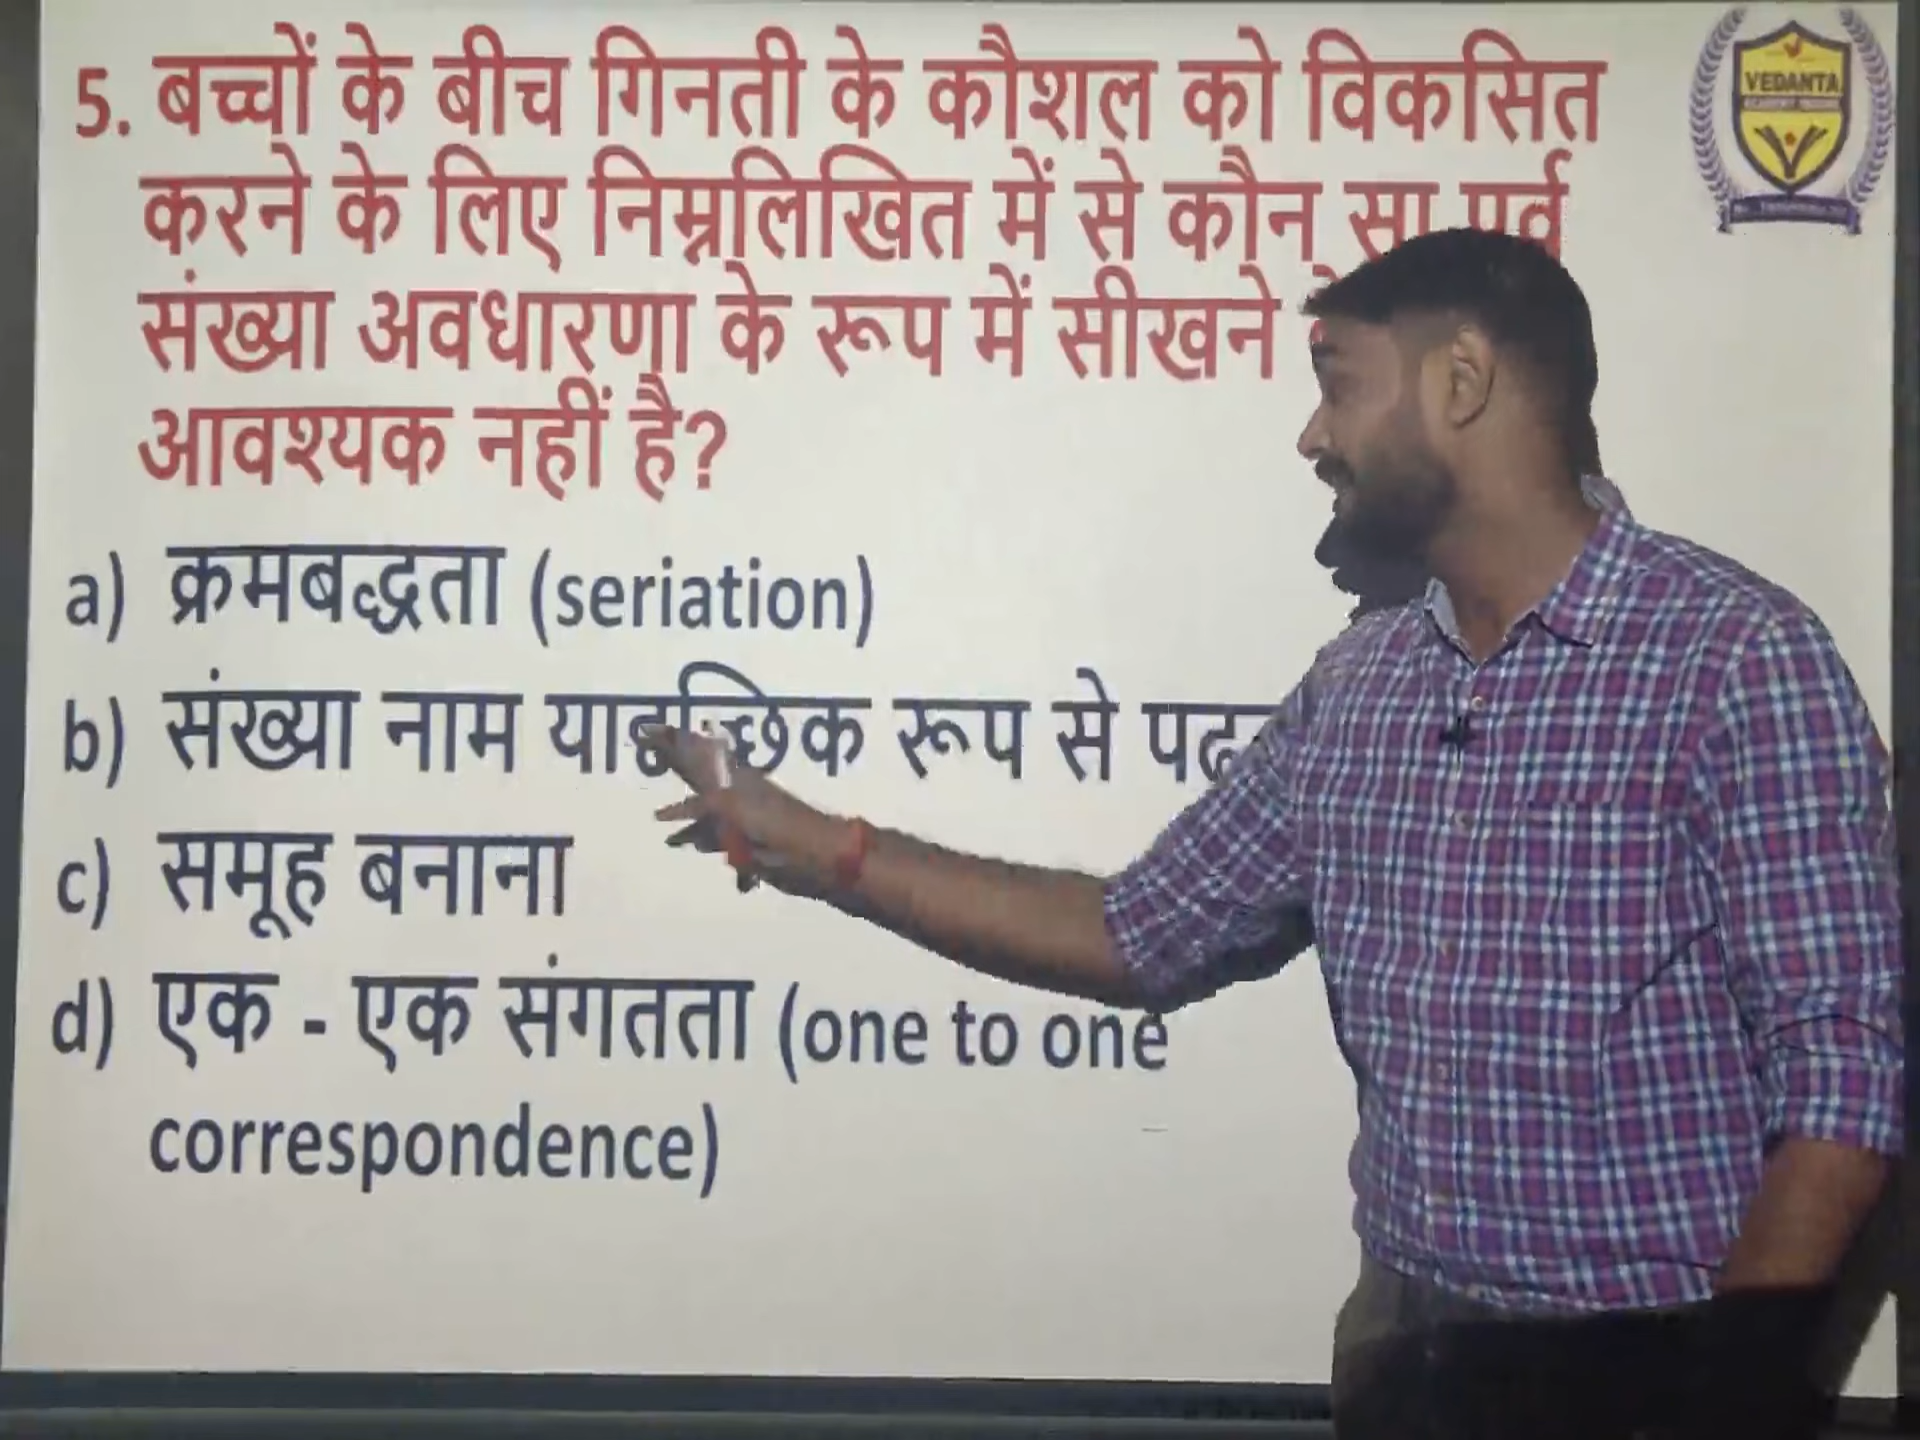 5. बच्चों के बीच गिनती के कौशल को विकसित
करने के लिए निम्नलिखित में से कौन सा पूर्व
संख्या अवधारणा के रूप में सीखने
आवश्यक नहीं है?
a) क्रमबद्धता (seriation)
b) संख्या नाम यादृच्छिक रूप से
c) समूह बनाना
d) एक - एक संगतता (one to one
correspondence)
VEDANTA